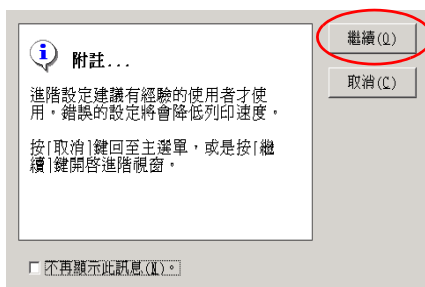 附註...
繼續(O)
取消(C)
進階設定建議有經驗的使用者才使
用，錯誤的設定將會降低列印速度。
按[取消]鍵回至主選單，或是按[繼
續]鍵開啟進階視窗。
不再顯示此訊息(N)。